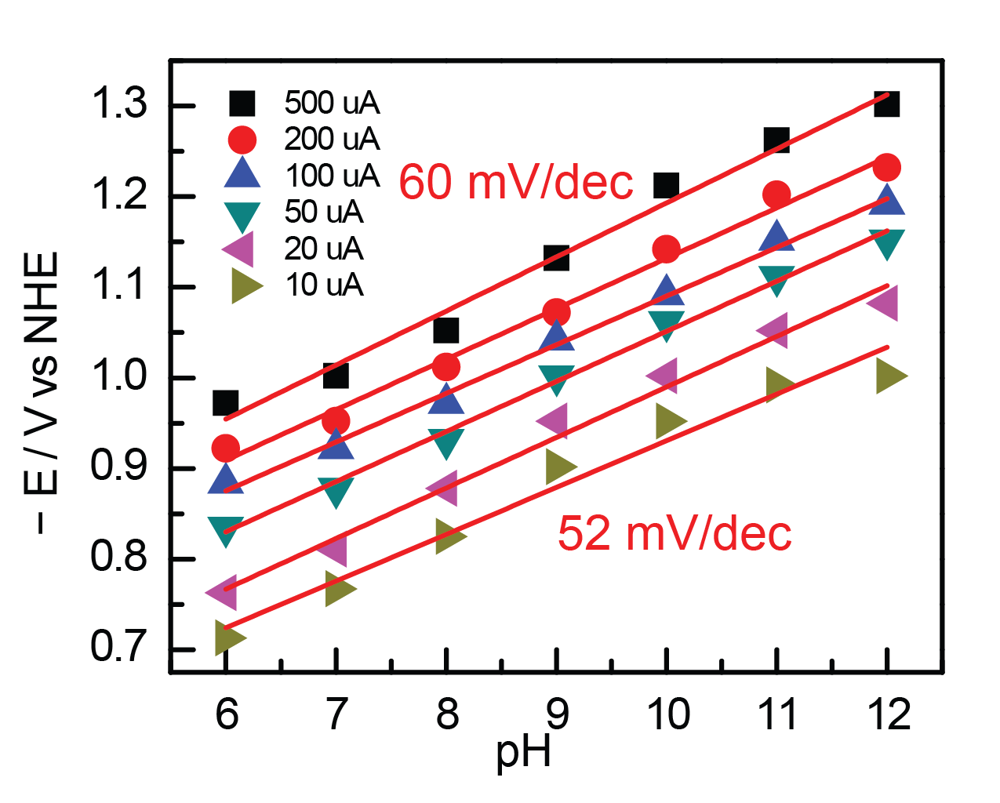 1.3
1.2
1.1
1.0
0.9
0.8
0.7
– E / V vs NHE
500 uA
200 uA
100 uA
50 uA
20 uA
10 uA
60 mV/dec
52 mV/dec
6 7 8 9 10 11 12
pH